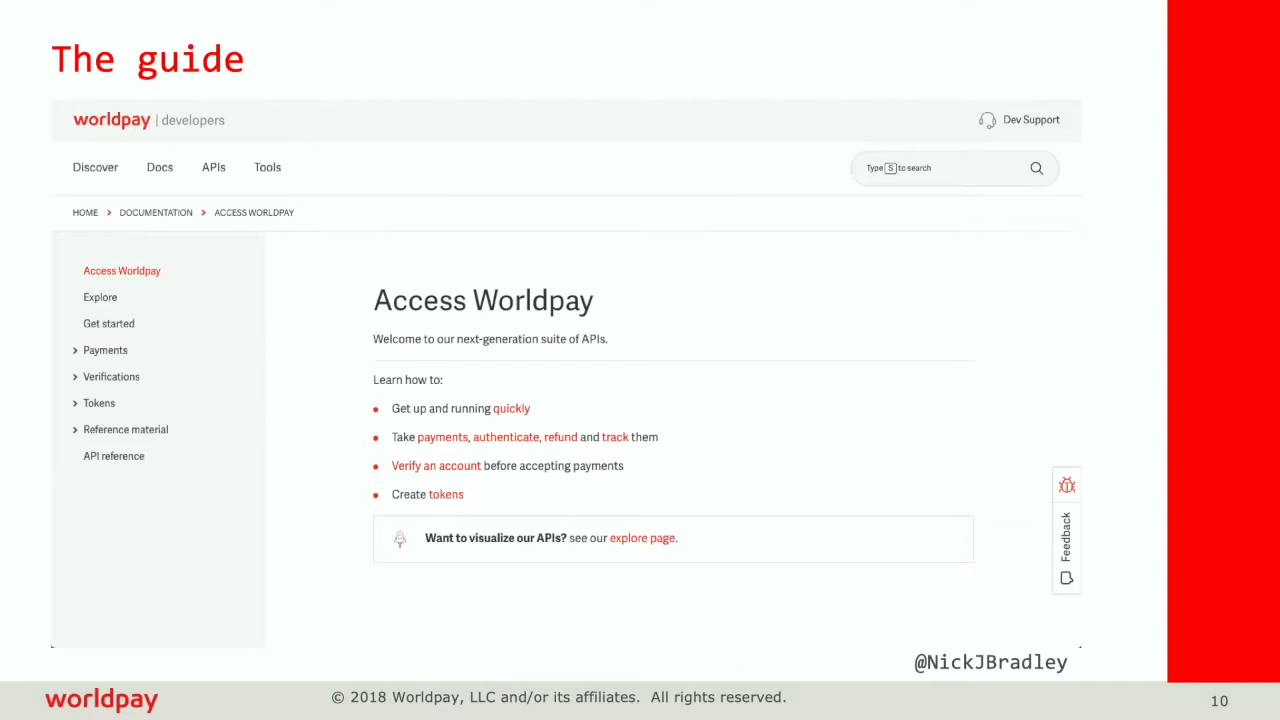 The guide
worldpay | developers
Dev Support
Discover Docs APIs Tools
Type S to search
HOME > DOCUMENTATION > ACCESS WORLDPAY
Access Worldpay
Explore
Get started
> Payments
> Verifications
> Tokens
> Reference material
API reference
Access Worldpay
Welcome to our next-generation suite of APIs.
Learn how to:
• Get up and running quickly
• Take payments, authenticate, refund and track them
• Verify an account before accepting payments
• Create tokens
Want to visualize our APIs? see our explore page.
Feedback
@NickJBradley
worldpay
© 2018 Worldpay, LLC and/or its affiliates. All rights reserved.
10